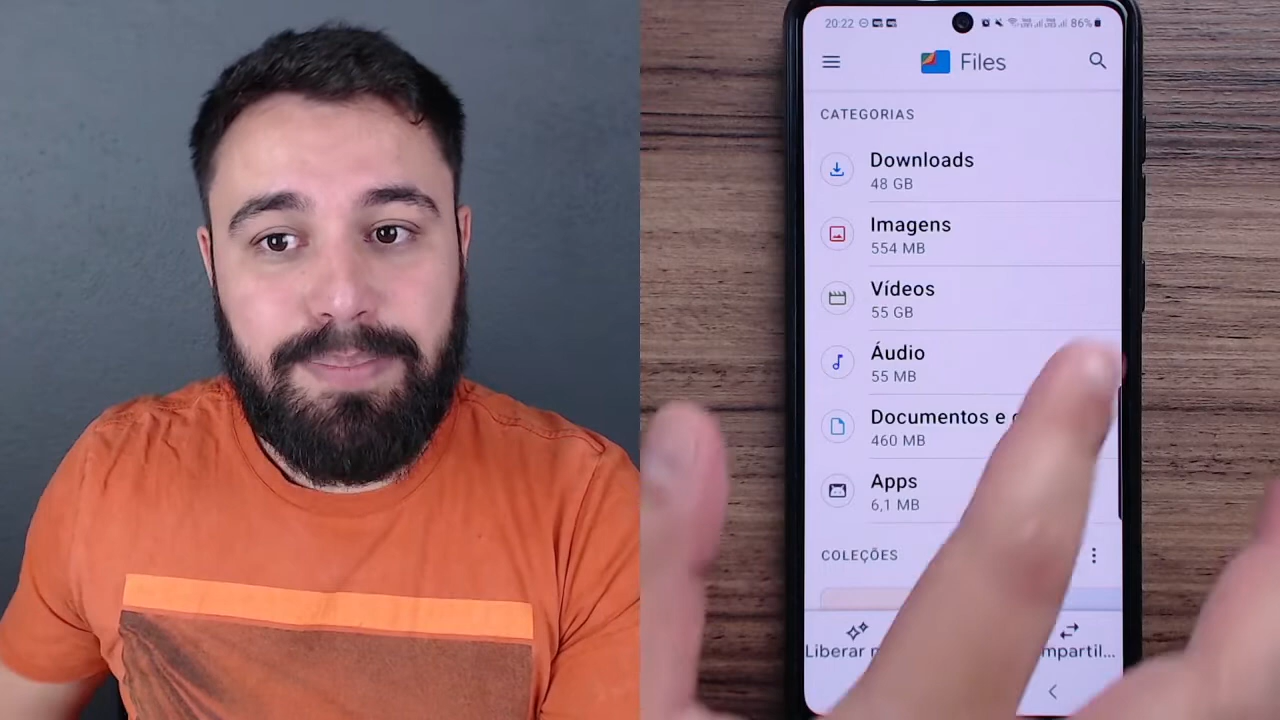 20:22
86%
Files
CATEGORIAS
Downloads
48 GB
Imagens
554 MB
Vídeos
55 GB
Áudio
55 MB
Documentos e
460 MB
Apps
6,1 MB
COLEÇÕES
Liberar
mpartil...